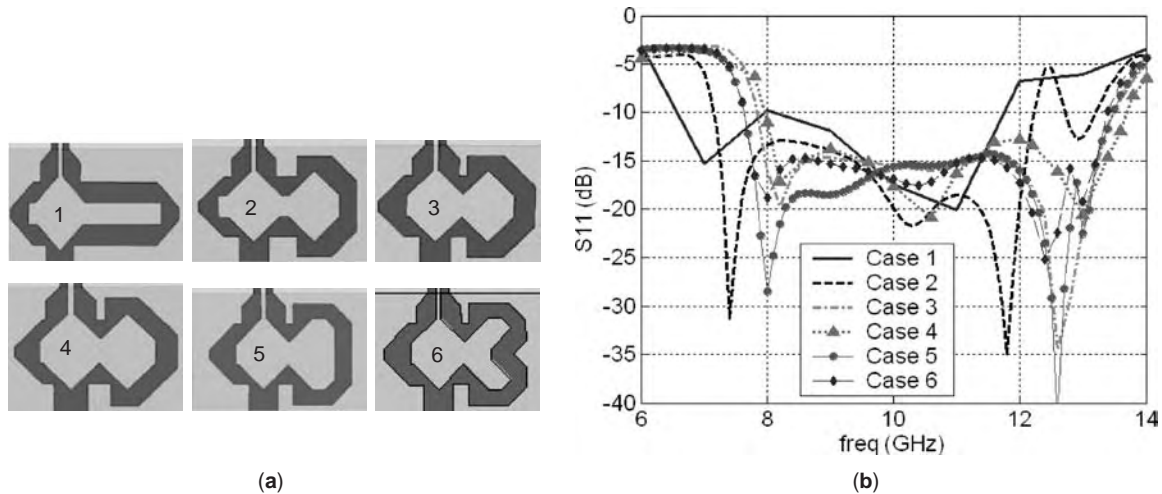 1
2
3
4
5
6
(a)
0
-5
-10
-15
-20
-25
-30
-35
-40
S11 (dB)
Case 1
Case 2
Case 3
Case 4
Case 5
Case 6
6 8 10 12 14
freq (GHz)
(b)